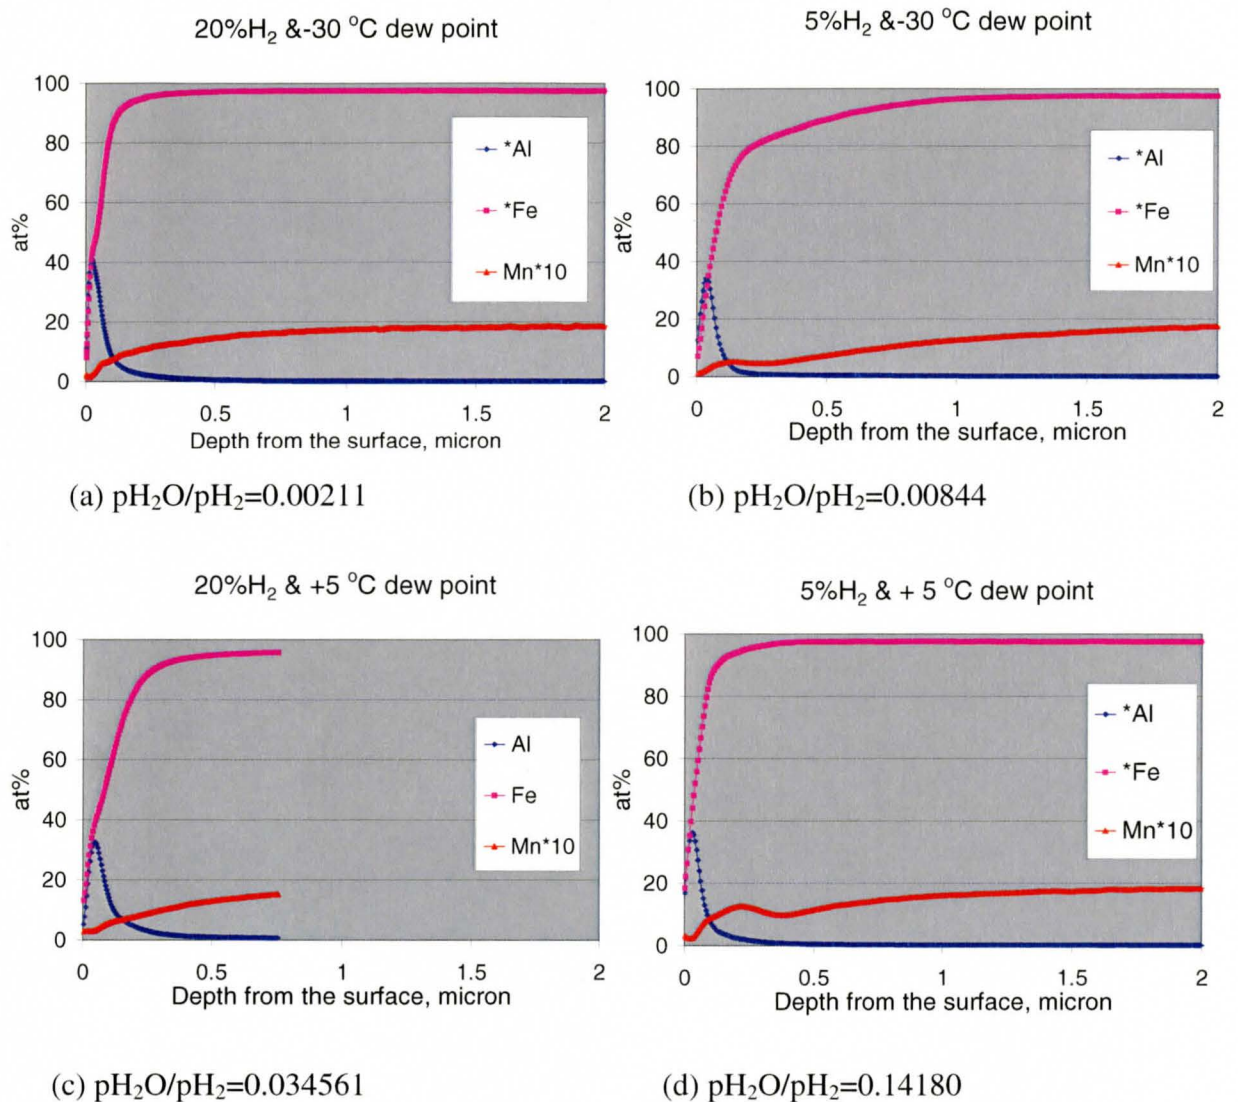 20%H₂ &-30 °C dew point
100
80
60
40
20
0
at%
*Al
*Fe
Mn*10
0 0.5 1 1.5 2
Depth from the surface, micron
(a) pH₂O/pH₂=0.00211
5%H₂ &-30 °C dew point
100
80
60
40
20
0
at%
*Al
*Fe
Mn*10
0 0.5 1 1.5 2
Depth from the surface, micron
(b) pH₂O/pH₂=0.00844
20%H₂ & +5 °C dew point
100
80
60
40
20
0
at%
Al
Fe
Mn*10
0 0.5 1 1.5 2
Depth from the surface, micron
(c) pH₂O/pH₂=0.034561
5%H₂ & + 5 °C dew point
100
80
60
40
20
0
at%
*Al
*Fe
Mn*10
0 0.5 1 1.5 2
Depth from the surface, micron
(d) pH₂O/pH₂=0.14180